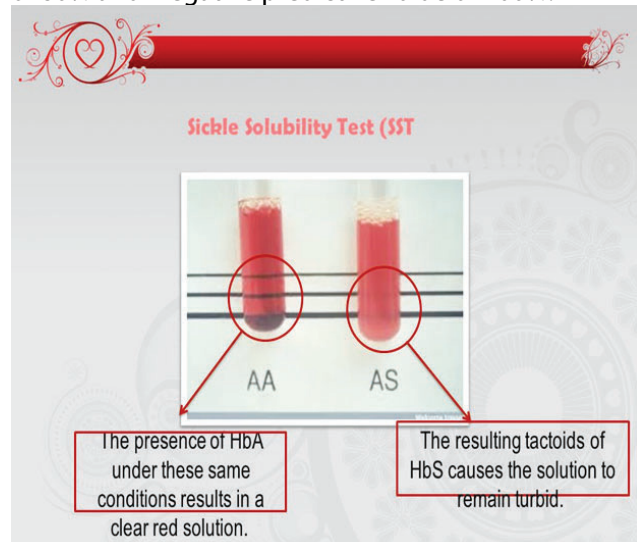 Sickle Solubility Test (SST
AA
AS
The presence of HbA
under these same
conditions results in a
clear red solution.
The resulting tactoids of
HbS causes the solution to
remain turbid.